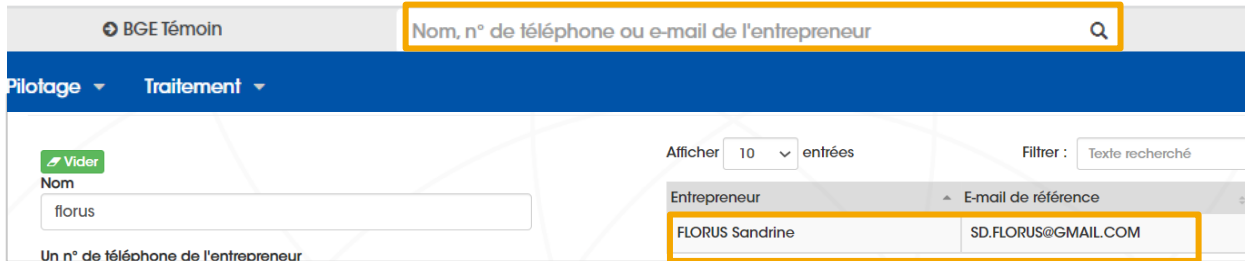 BGE Témoin
Nom, n° de téléphone ou e-mail de l'entrepreneur
Pilotage Traitement
Vider
Nom
florus
Un n° de téléphone de l'entrepreneur
Afficher 10 entrées Filtrer : Texte recherché
Entrepreneur E-mail de référence
FLORUS Sandrine SD.FLORUS@GMAIL.COM